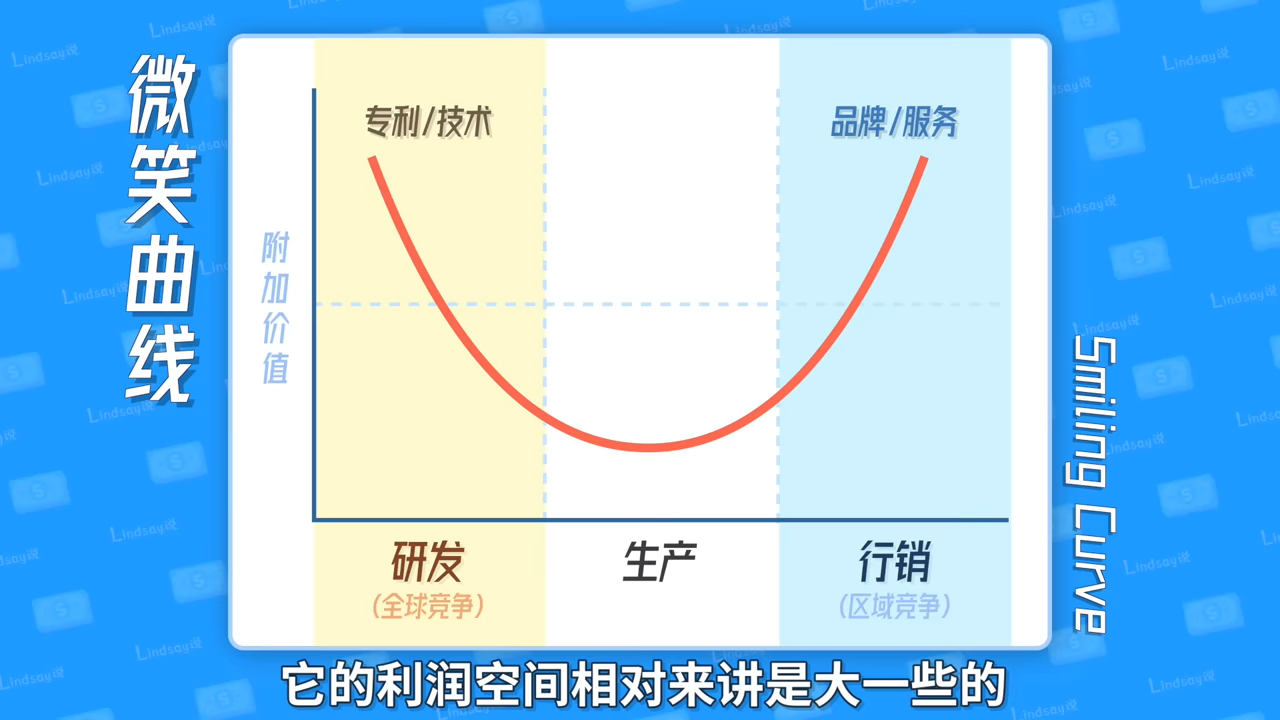 微笑曲线
专利/技术
品牌/服务
附加价值
研发
生产
行销
(全球竞争)
(区域竞争)
Smiling Curve
它的利润空间相对来讲是大一些的
Lindsay说